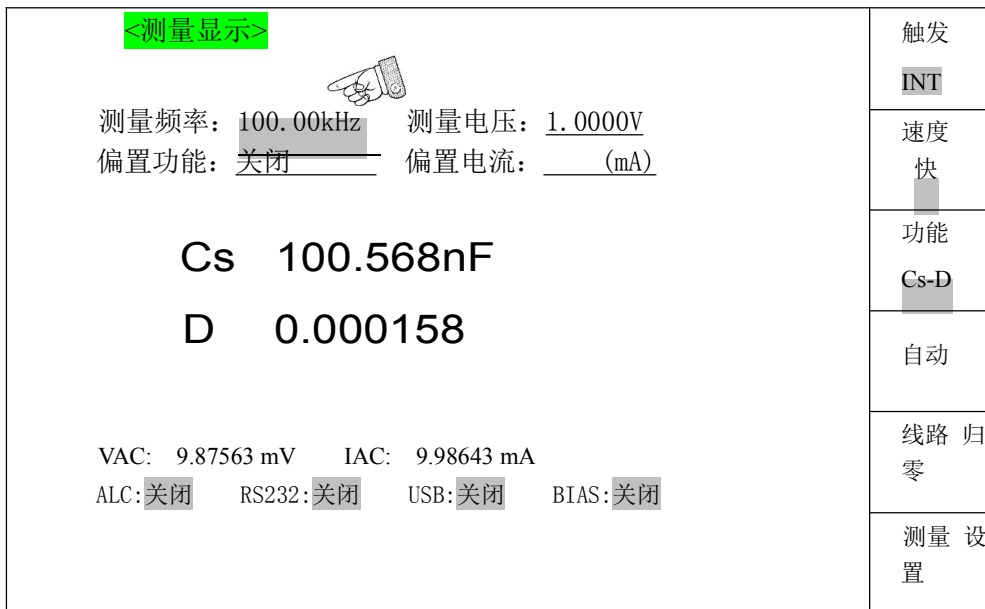 <测量显示>
测量频率：100.00kHz 测量电压：1.0000V
偏置功能：关闭 偏置电流： (mA)
Cs 100.568nF
D 0.000158
VAC: 9.87563 mV IAC: 9.98643 mA
ALC:关闭 RS232:关闭 USB:关闭 BIAS:关闭
触发
INT
速度
快
功能
Cs-D
自动
线路 归
零
测量 设
置